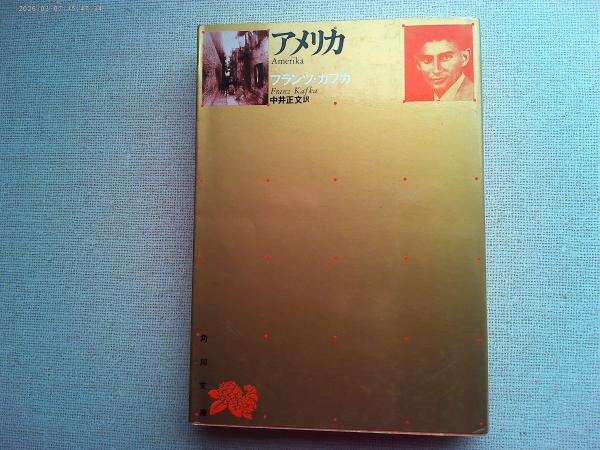 アメリカ
Amerika
フランツ・カフカ
Franz Kafka
中井正文訳
角川文庫